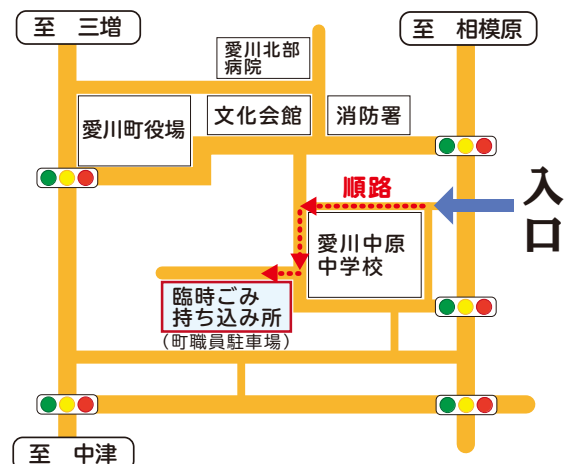 至　三増
至　相模原
愛川北部
病院
愛川町役場
文化会館
消防署
順路
入口
愛川中原
中学校
臨時ごみ
持ち込み所
（町職員駐車場）
至　中津